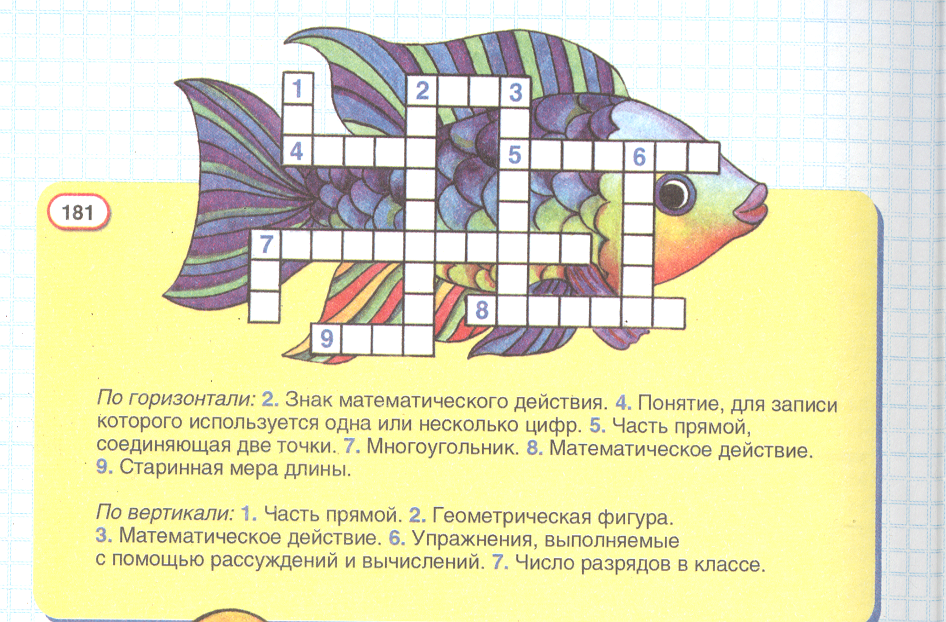 1
2
3
4
5
6
181
7
8
9
По горизонтали: 2. Знак математического действия. 4. Понятие, для записи
которого используется одна или несколько цифр. 5. Часть прямой,
соединяющая две точки. 7. Многоугольник. 8. Математическое действие.
9. Старинная мера длины.
По вертикали: 1. Часть прямой. 2. Геометрическая фигура.
3. Математическое действие. 6. Упражнения, выполняемые
с помощью рассуждений и вычислений. 7. Число разрядов в классе.